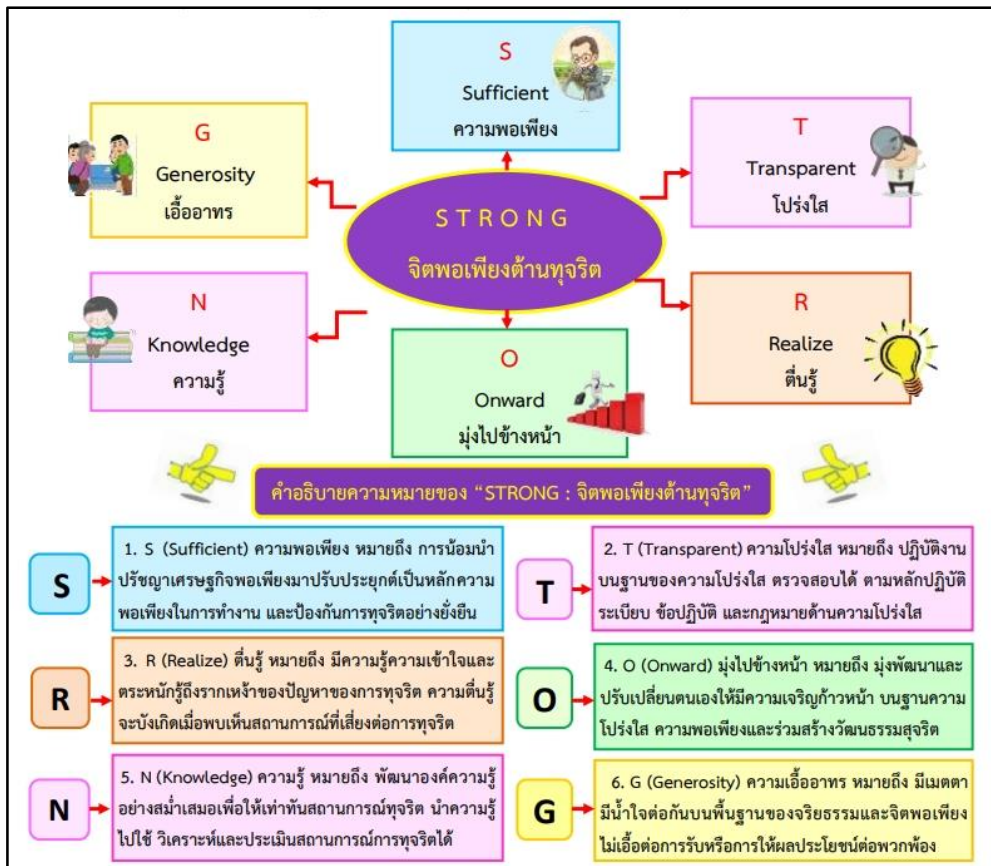 S
Sufficient
ความพอเพียง
G
Generosity
เอื้ออาทร
T
Transparent
โปร่งใส
STRONG
จิตพอเพียงต้านทุจริต
N
Knowledge
ความรู้
R
Realize
ตื่นรู้
O
Onward
มุ่งไปข้างหน้า
คำอธิบายความหมายของ "STRONG : จิตพอเพียงต้านทุจริต"
S
1. S (Sufficient) ความพอเพียง หมายถึง การน้อมนำ
ปรัชญาเศรษฐกิจพอเพียงมาปรับประยุกต์เป็นหลักความ
พอเพียงในการทำงาน และป้องกันการทุจริตอย่างยั่งยืน
T
2. T (Transparent) ความโปร่งใส หมายถึง ปฏิบัติงาน
บนฐานของความโปร่งใส ตรวจสอบได้ ตามหลักปฏิบัติ
ระเบียบ ข้อปฏิบัติ และกฎหมายด้านความโปร่งใส
R
3. R (Realize) ตื่นรู้ หมายถึง มีความรู้ความเข้าใจและ
ตระหนักรู้ถึงรากเหง้าของปัญหาของการทุจริต ความตื่นรู้
จะบังเกิดเมื่อพบเห็นสถานการณ์ที่เสี่ยงต่อการทุจริต
O
4. O (Onward) มุ่งไปข้างหน้า หมายถึง มุ่งพัฒนาและ
ปรับเปลี่ยนตนเองให้มีความเจริญก้าวหน้า บนฐานความ
โปร่งใส ความพอเพียงและร่วมสร้างวัฒนธรรมสุจริต
N
5. N (Knowledge) ความรู้ หมายถึง พัฒนาองค์ความรู้
อย่างสม่ำเสมอเพื่อให้เท่าทันสถานการณ์ทุจริต นำความรู้
ไปใช้ วิเคราะห์และประเมินสถานการณ์การทุจริตได้
G
6. G (Generosity) ความเอื้ออาทร หมายถึง มีเมตตา
มีน้ำใจต่อกันบนพื้นฐานของจริยธรรมและจิตพอเพียง
ไม่เอื้อต่อการรับหรือการให้ผลประโยชน์ต่อพวกพ้อง